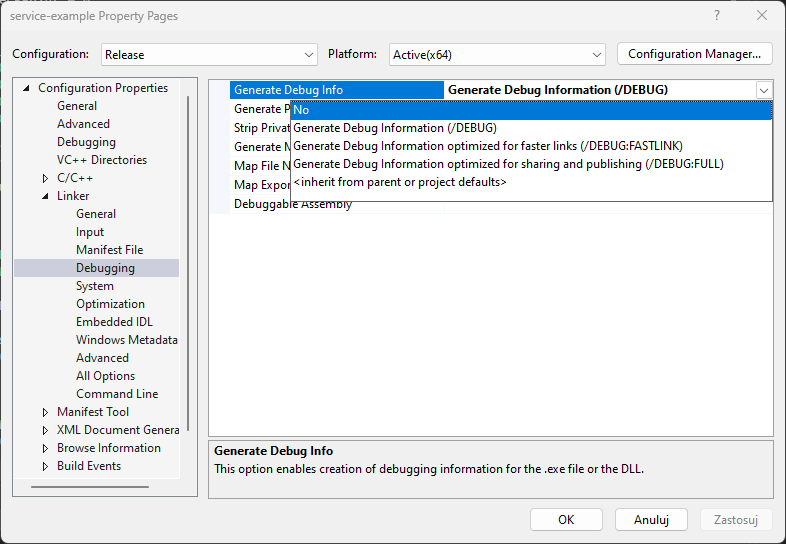 service-example Property Pages
Configuration: Release Platform: Active(x64) Configuration Manager...
Configuration Properties
General
Advanced
Debugging
VC++ Directories
C/C++
Linker
General
Input
Manifest File
Debugging
System
Optimization
Embedded IDL
Windows Metadata
Advanced
All Options
Command Line
Manifest Tool
XML Document Genera
Browse Information
Build Events
Generate Debug Info Generate Debug Information (/DEBUG)
Generate P
Strip Privat
Generate M
Map File N
Map Expor
Debuggable Assembly
No
Generate Debug Information (/DEBUG)
Generate Debug Information optimized for faster links (/DEBUG:FASTLINK)
Generate Debug Information optimized for sharing and publishing (/DEBUG:FULL)
<inherit from parent or project defaults>
Generate Debug Info
This option enables creation of debugging information for the .exe file or the DLL.
OK Anuluj Zastosuj